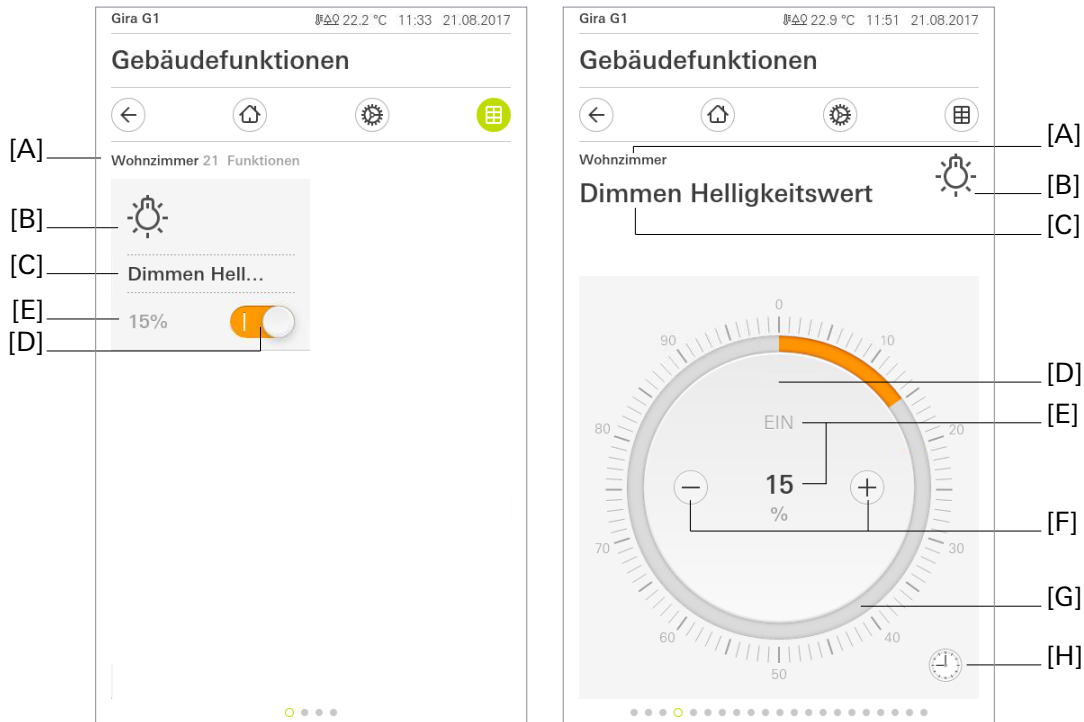 Gira G1 22.2 °C 11:33 21.08.2017
Gebäudefunktionen
[A]
Wohnzimmer 21 Funktionen
[B]
[C]
Dimmen Hell...
[E]
15%
[D]
Gira G1 22.9 °C 11:51 21.08.2017
Gebäudefunktionen
[A]
Wohnzimmer
[B]
Dimmen Helligkeitswert
[C]
0
90 10
[D]
EIN
[E]
80 20
15
%
[F]
70 30
[G]
60 40
50
[H]